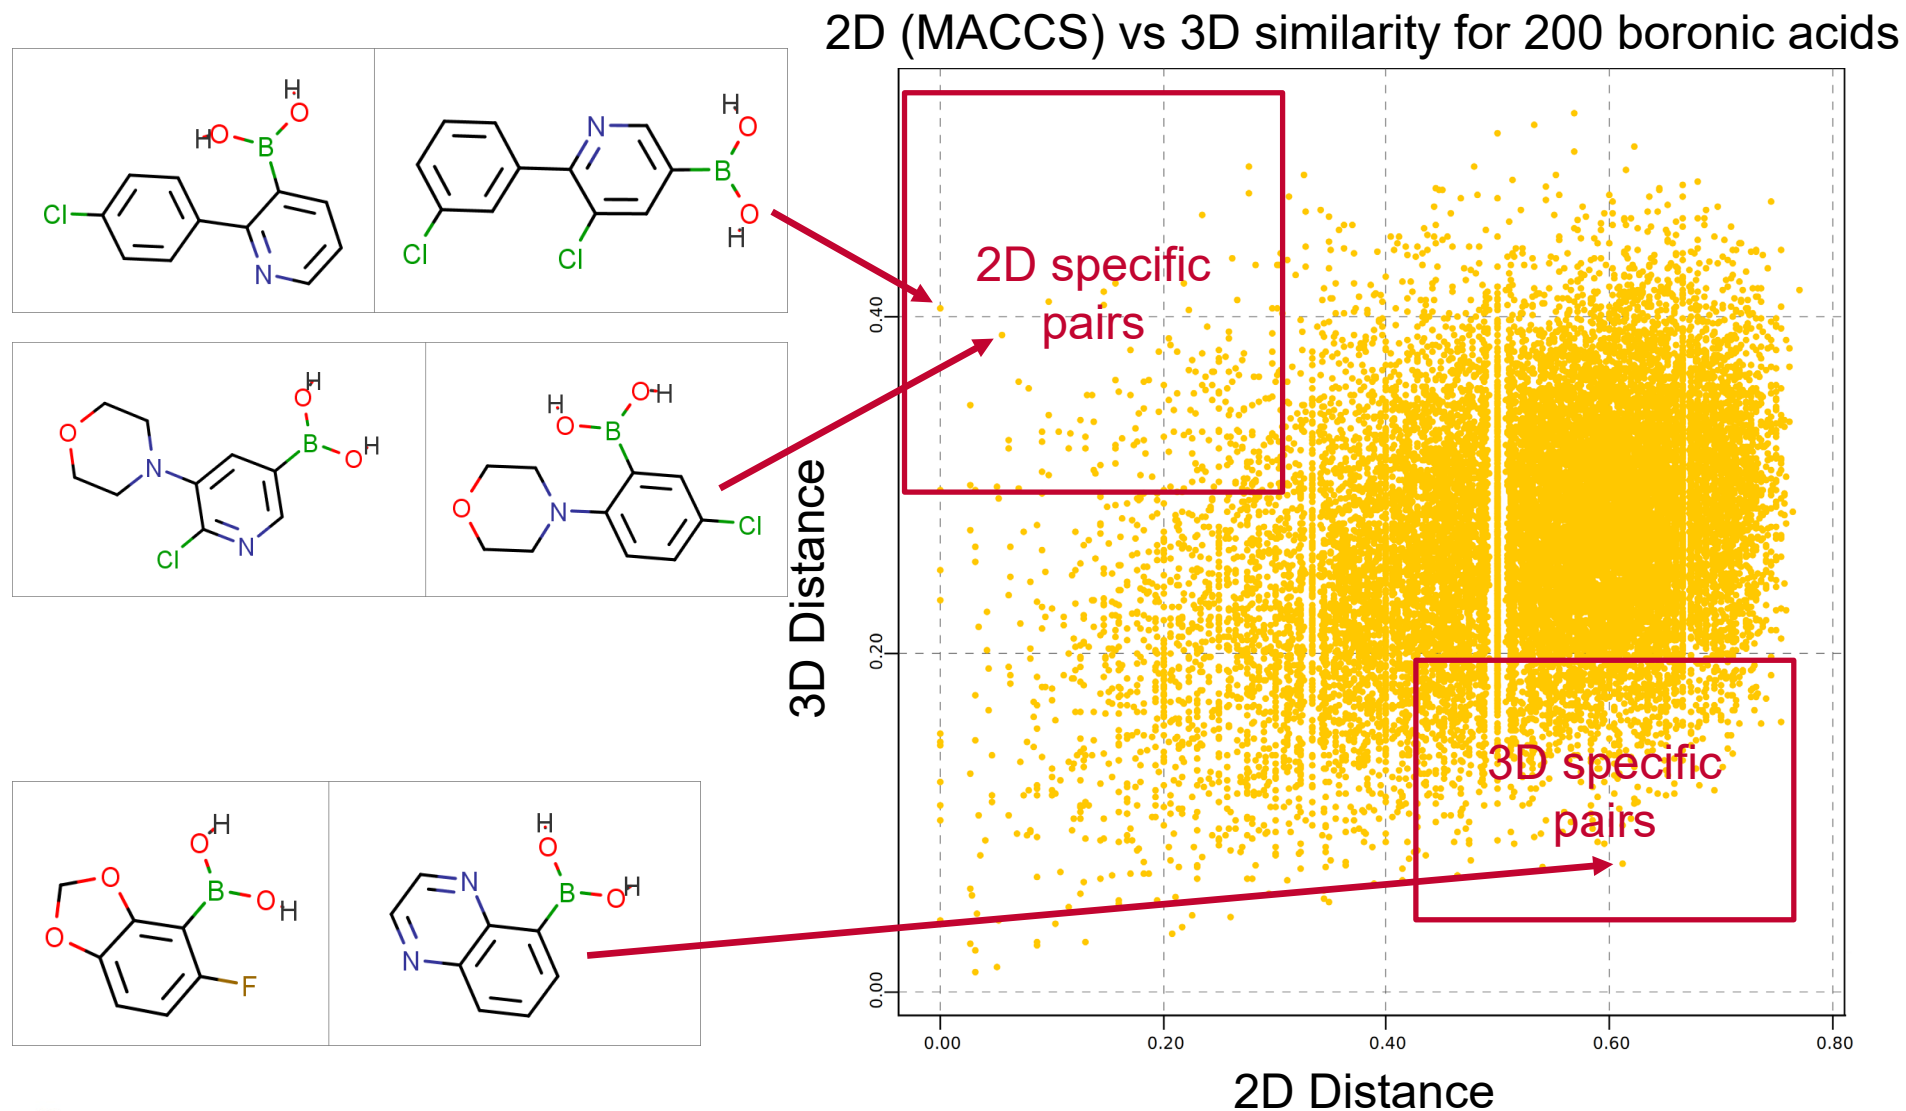 2D (MACCS) vs 3D similarity for 200 boronic acids
H
O
H
O
B
Cl
N
N
H
O
B
O
H
Cl
Cl
2D specific
pairs
0.40
H
O
B
O
H
O
N
Cl
N
O
H
H
O
B
O
N
Cl
3D Distance
0.20
3D specific
pairs
O
H
O
B
O
H
O
F
H
O
N
B
O
H
N
0.00
0.00
0.20
0.40
0.60
0.80
2D Distance